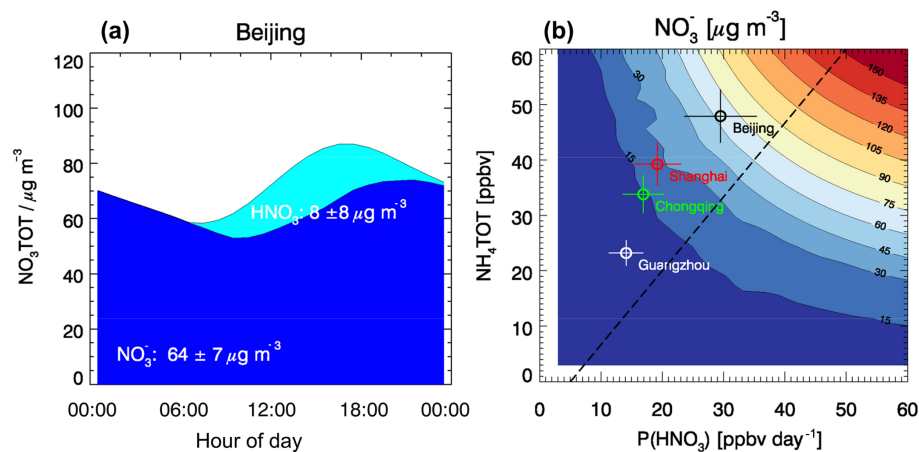 (a) Beijing
NO₃TOT / μg m⁻³
120
100
80
60
40
20
0
HNO₃: 8 ±8 μg m⁻³
NO₃⁻: 64 ± 7 μg m⁻³
00:00 06:00 12:00 18:00 00:00
Hour of day
(b) NO₃⁻ [μg m⁻³]
NH₄TOT [ppbv]
60
50
40
30
20
10
0
30
15
150
135
120
105
90
75
60
45
30
15
Beijing
Shanghai
Chongqing
Guangzhou
0 10 20 30 40 50 60
P(HNO₃) [ppbv day⁻¹]